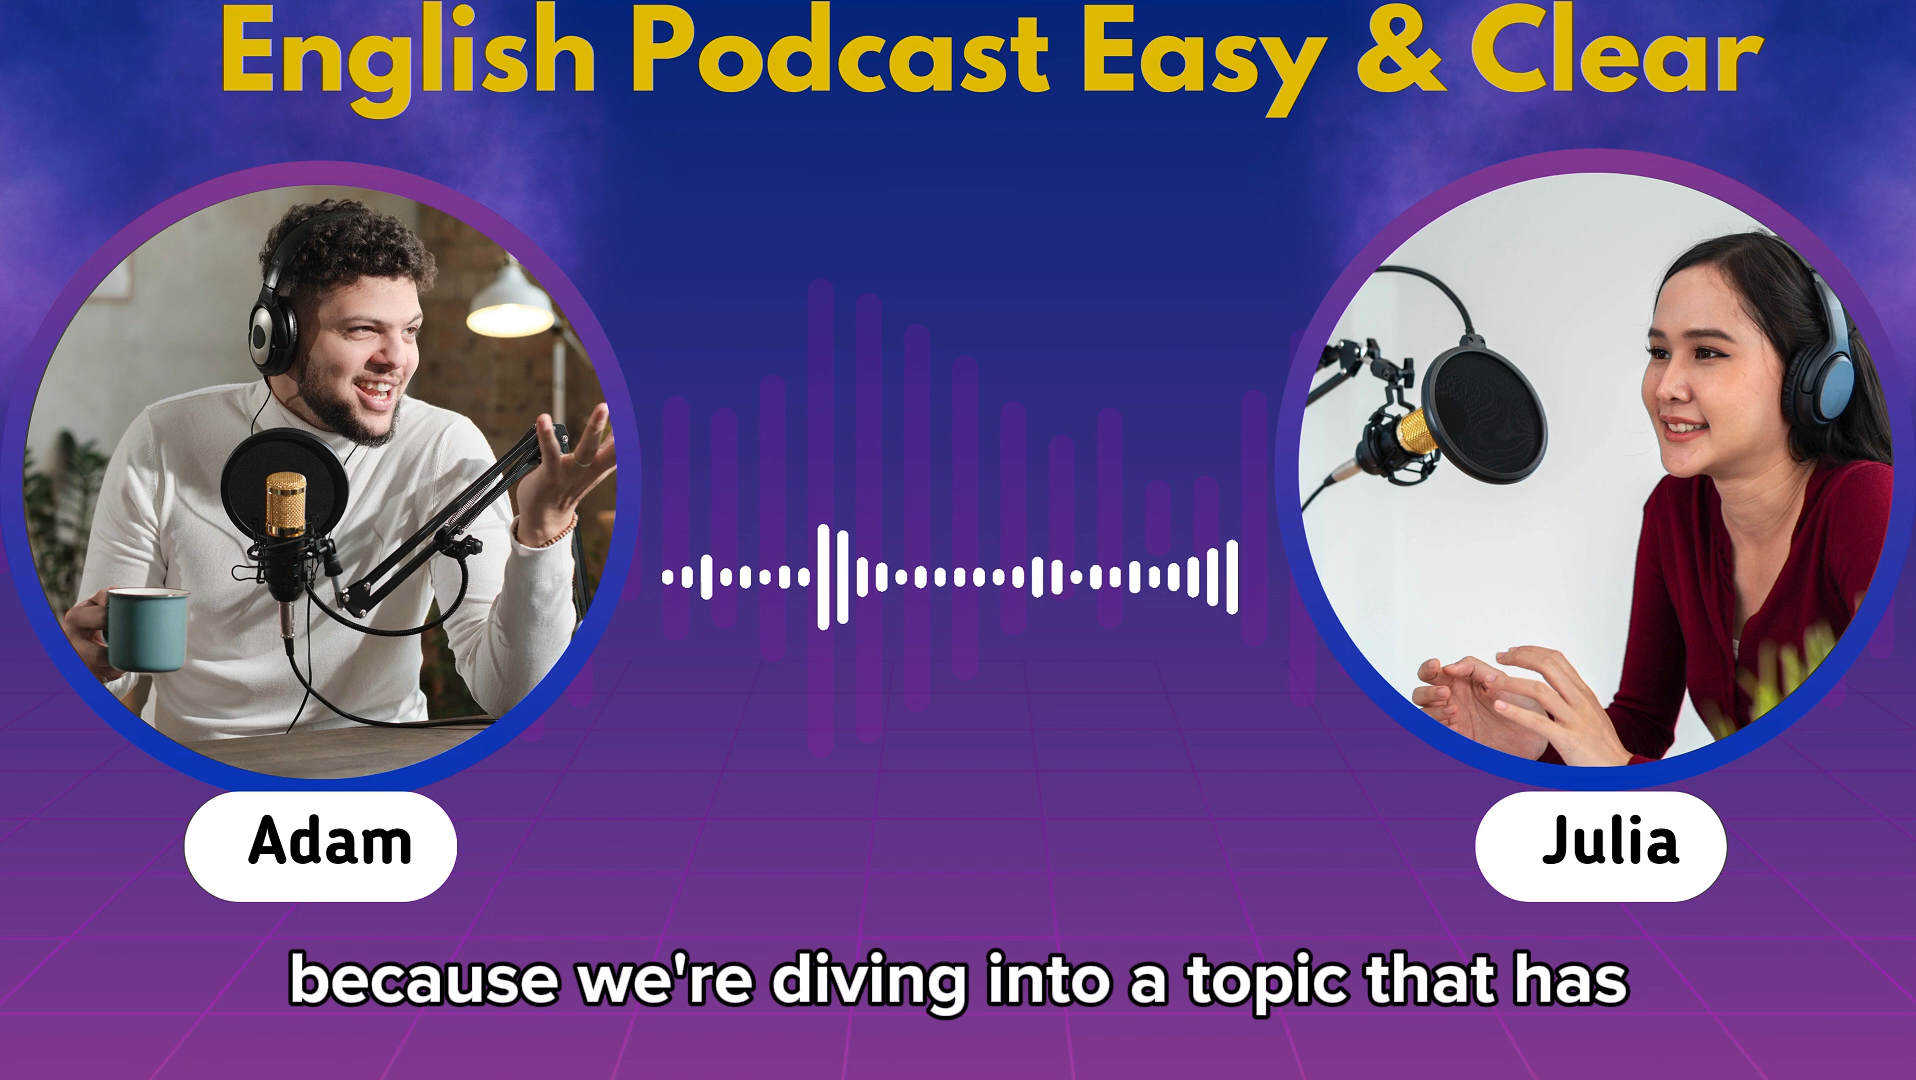 English Podcast Easy & Clear
Adam
Julia
because we're diving into a topic that has